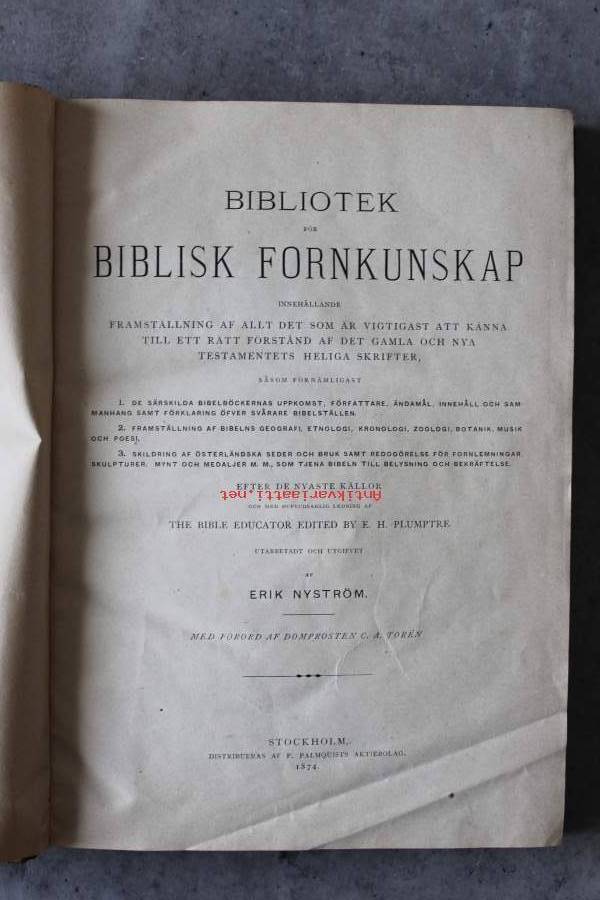 BIBLIOTEK
FÖR
BIBLISK FORNKUNSKAP
INNEHÅLLANDE
FRAMSTÄLLNING AF ALLT DET SOM ÄR VIGTIGAST ATT KÄNNA
TILL ETT RÄTT FÖRSTÅND AF DET GAMLA OCH NYA
TESTAMENTETS HELIGA SKRIFTER,
SÅSOM FÖRNÄMLIGAST
1. DE SÄRSKILDA BIBELBÖCKERNAS UPPKOMST, FÖRFATTARE, ÄNDAMÅL, INNEHÅLL OCH SAM
MANHANG SAMT FÖRKLARING ÖFVER SVÅRARE BIBELSTÄLLEN.
2. FRAMSTÄLLNING AF BIBELNS GEOGRAFI, ETNOLOGI, KRONOLOGI, ZOOLOGI, BOTANIK, MUSIK
OCH POESI.
3. SKILDRING AF ÖSTERLÄNDSKA SEDER OCH BRUK SAMT REDOGÖRELSE FÖR FORNLEMNINGAR
SKULPTURER, MYNT OCH MEDALJER M. M., SOM TJENA BIBELN TILL BELYSNING OCH BEKRÄFTELSE.
EFTER DE NYASTE KÄLLOR
Antikvariaatti.net
OCH MED HUFVUDSAKLIG LEDNING AF
THE BIBLE EDUCATOR EDITED BY E. H. PLUMPTRE
UTARBETADT OCH UTGIFVET
AF
ERIK NYSTRÖM.
MED FÖRORD AF DOMPROSTEN C. A. TORÉN
STOCKHOLM,
DISTRIBUERAS AF P. PALMQUISTS AKTIEBOLAG.
1874.